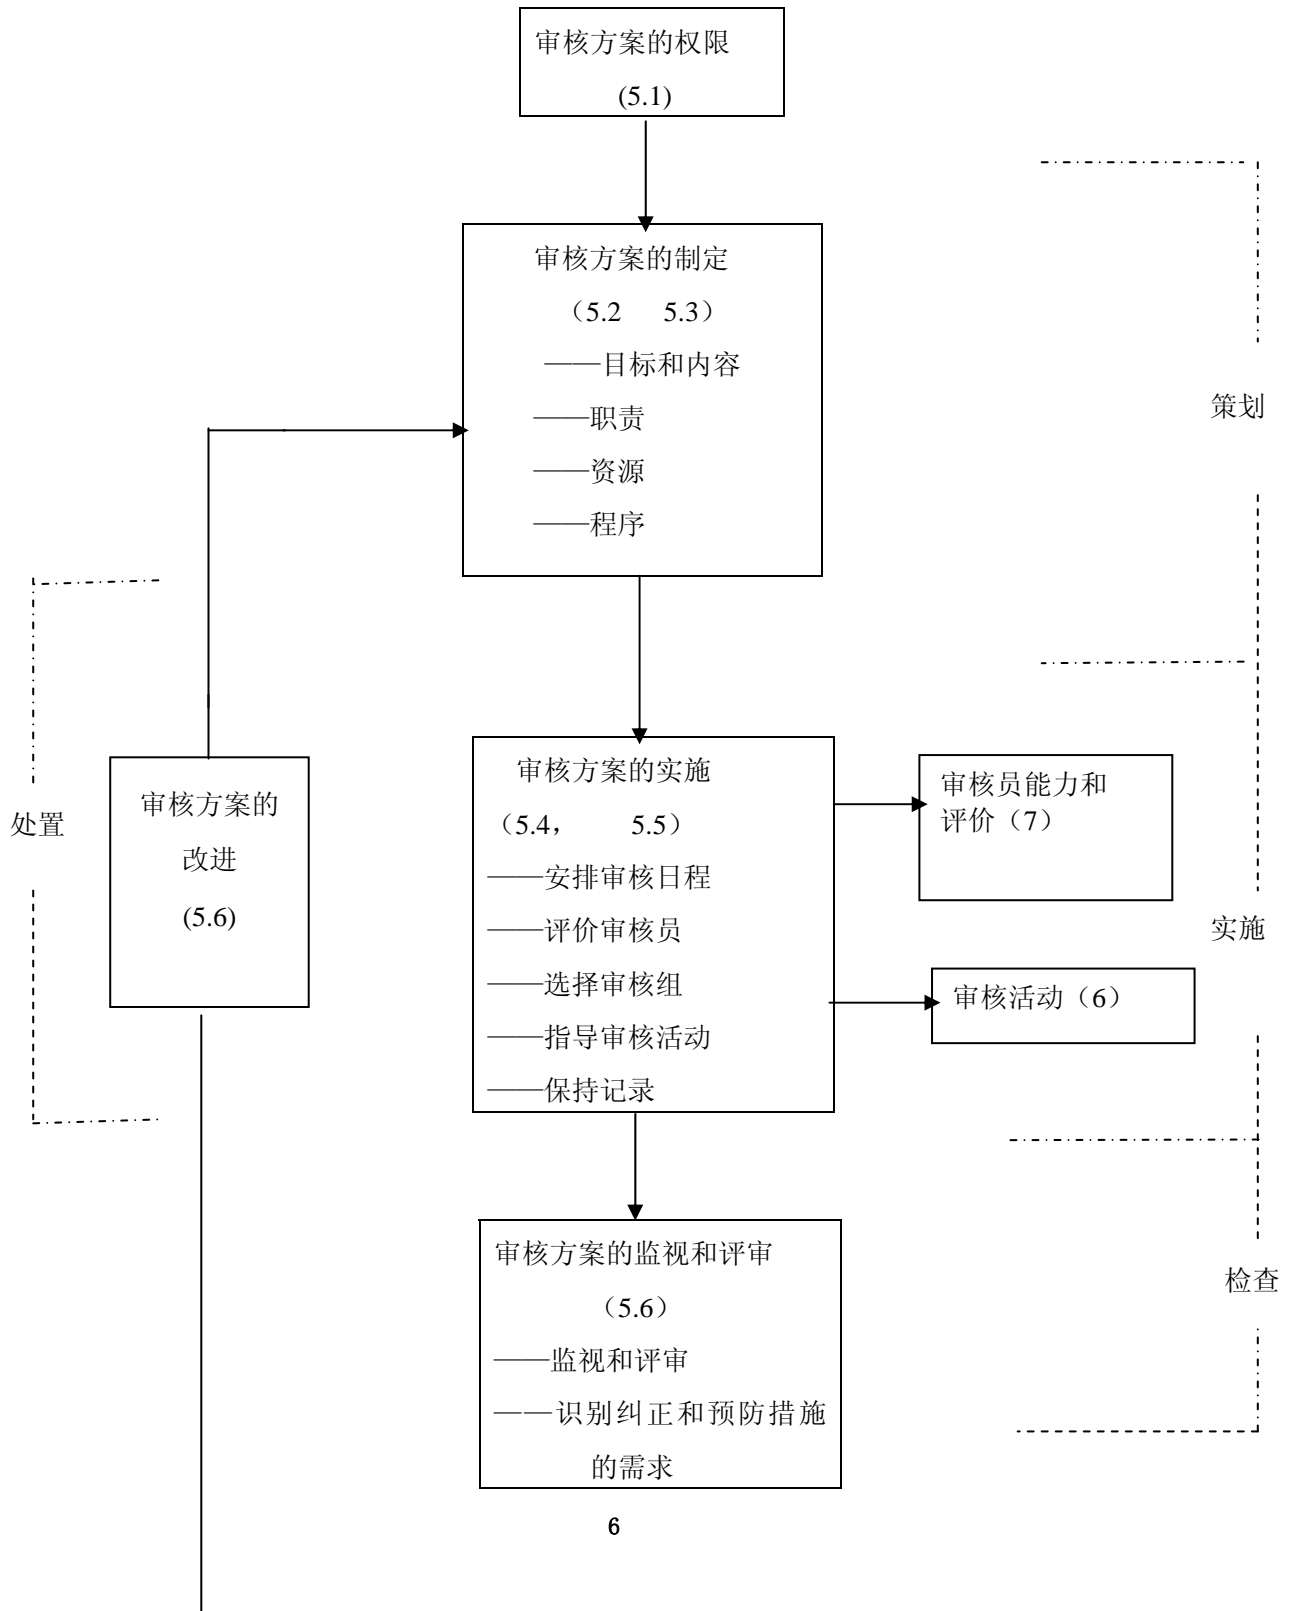 审核方案的权限
(5.1)
审核方案的制定
（5.2 5.3）
——目标和内容
——职责
——资源
——程序
策划
审核方案的实施
（5.4， 5.5）
——安排审核日程
——评价审核员
——选择审核组
——指导审核活动
——保持记录
审核员能力和
评价（7）
审核活动（6）
实施
审核方案的
改进
(5.6)
处置
审核方案的监视和评审
（5.6）
——监视和评审
——识别纠正和预防措施
的需求
检查
6